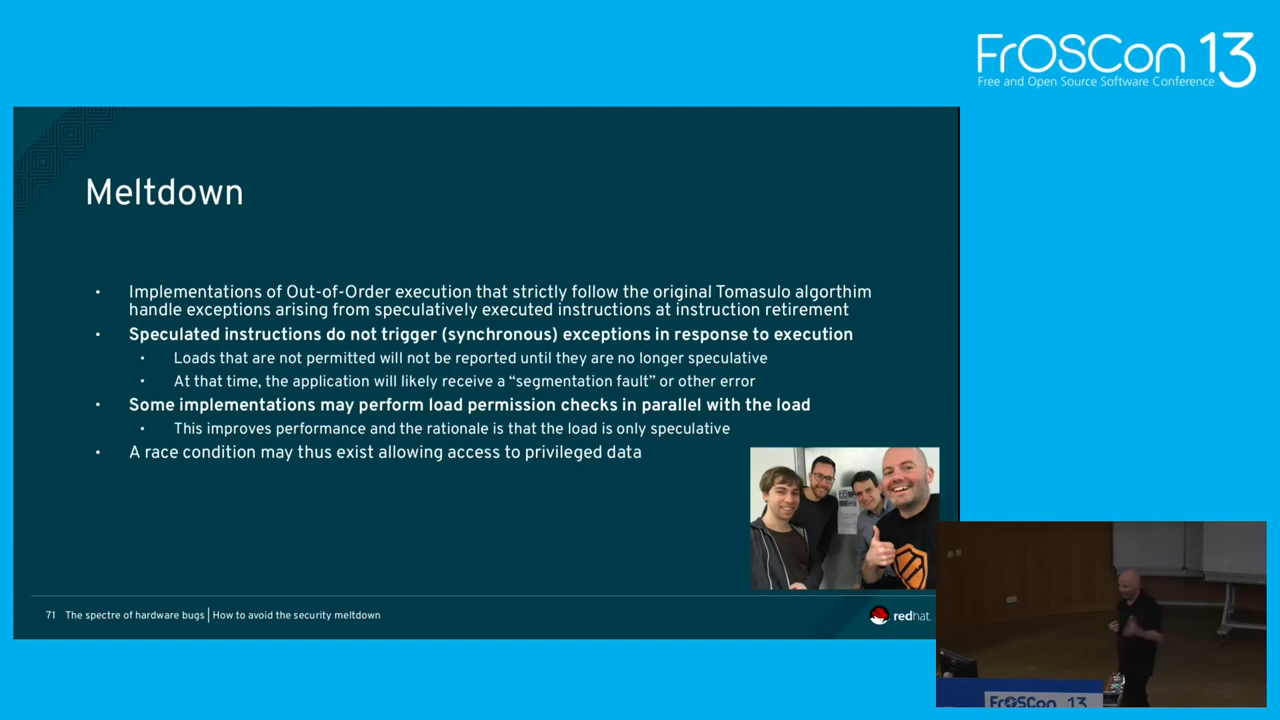 FrOSCon 13
Free and Open Source Software Conference
Meltdown
• Implementations of Out-of-Order execution that strictly follow the original Tomasulo algorthim
handle exceptions arising from speculatively executed instructions at instruction retirement
• Speculated instructions do not trigger (synchronous) exceptions in response to execution
• Loads that are not permitted will not be reported until they are no longer speculative
• At that time, the application will likely receive a “segmentation fault” or other error
• Some implementations may perform load permission checks in parallel with the load
• This improves performance and the rationale is that the load is only speculative
• A race condition may thus exist allowing access to privileged data
71 The spectre of hardware bugs | How to avoid the security meltdown
redhat.
FrOSCon 13